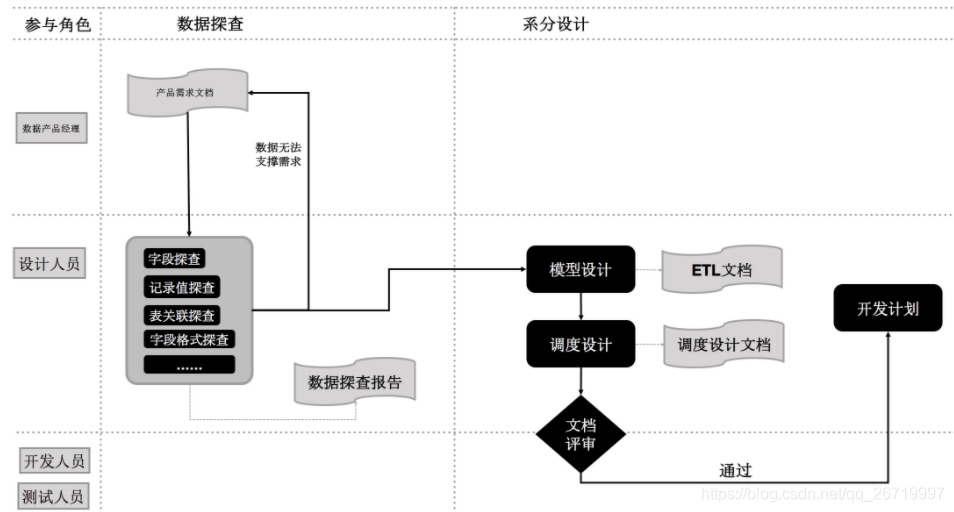 参与角色
数据探查
系分设计
产品需求文档
数据产品经理
数据无法
支撑需求
设计人员
字段探查
记录值探查
表关联探查
字段格式探查
......
数据探查报告
模型设计
ETL文档
调度设计
调度设计文档
开发计划
文档
评审
通过
开发人员
测试人员
https://blog.csdn.net/qq_26719997